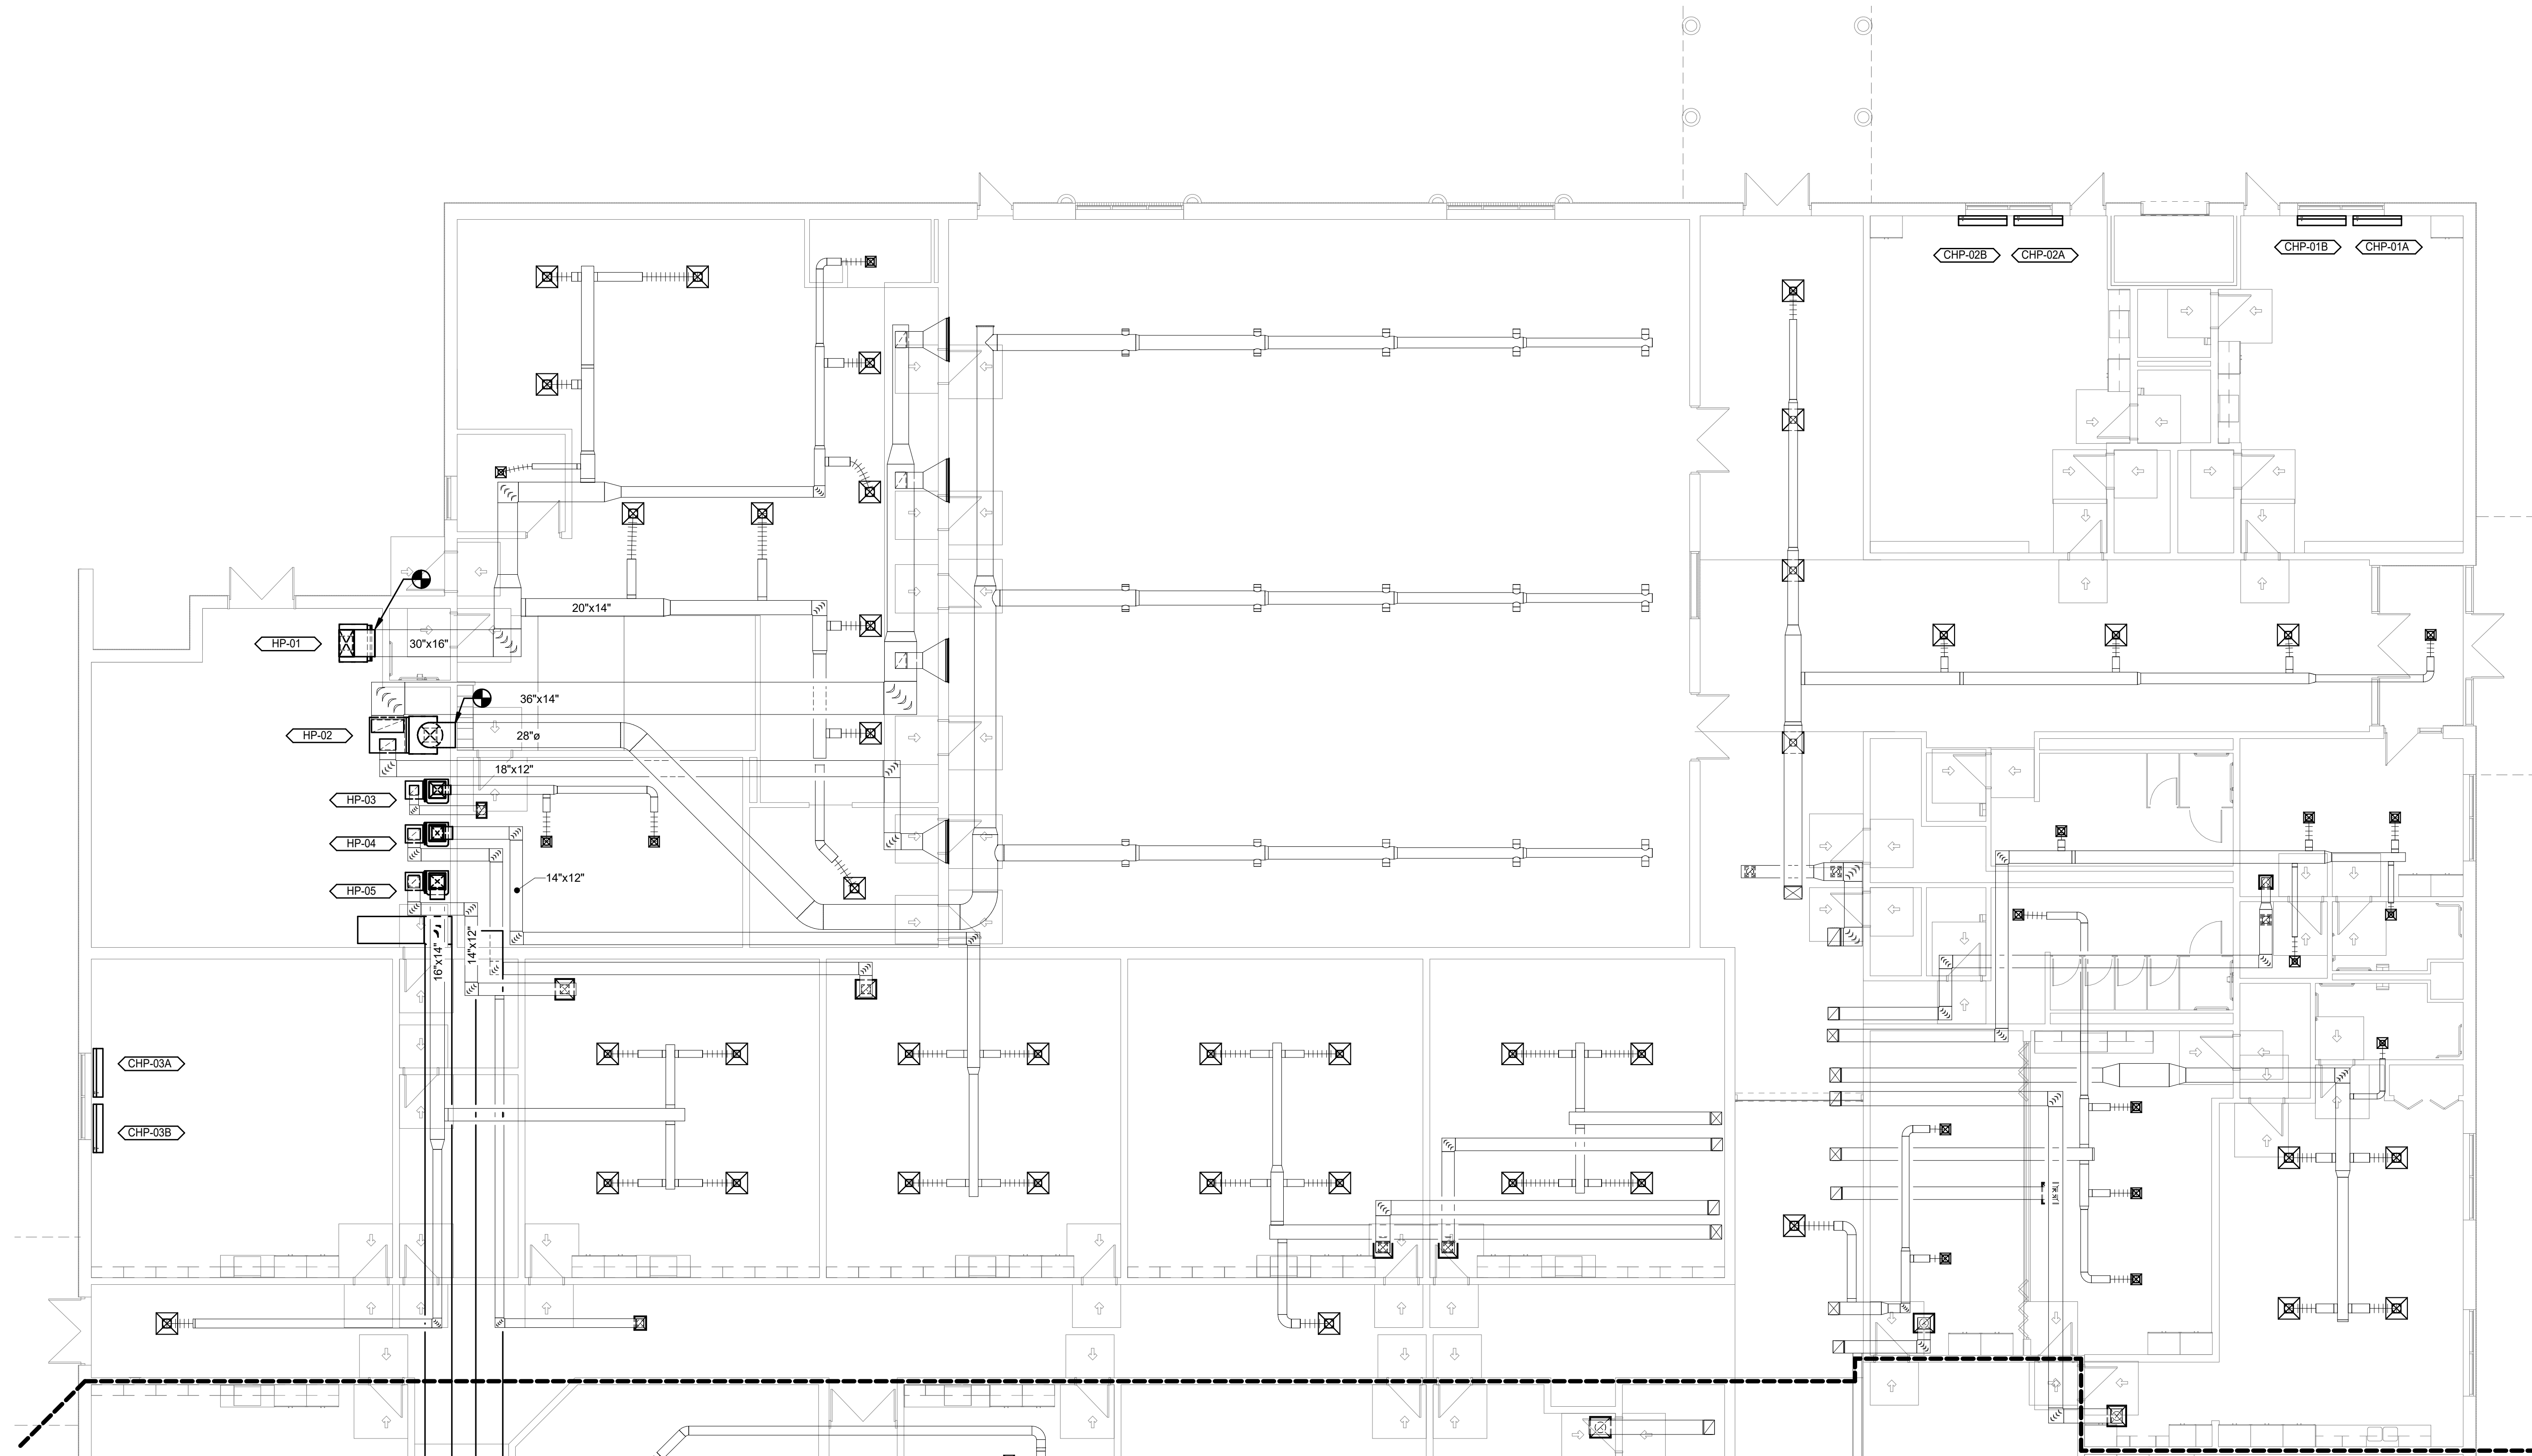 CHP-02B
CHP-02A
CHP-01B
CHP-01A
20"x14"
HP-01
30"x16"
36"x14"
HP-02
28"ø
18"x12"
HP-03
HP-04
14"x12"
HP-05
16"x14"
14"x12"
CHP-03A
CHP-03B